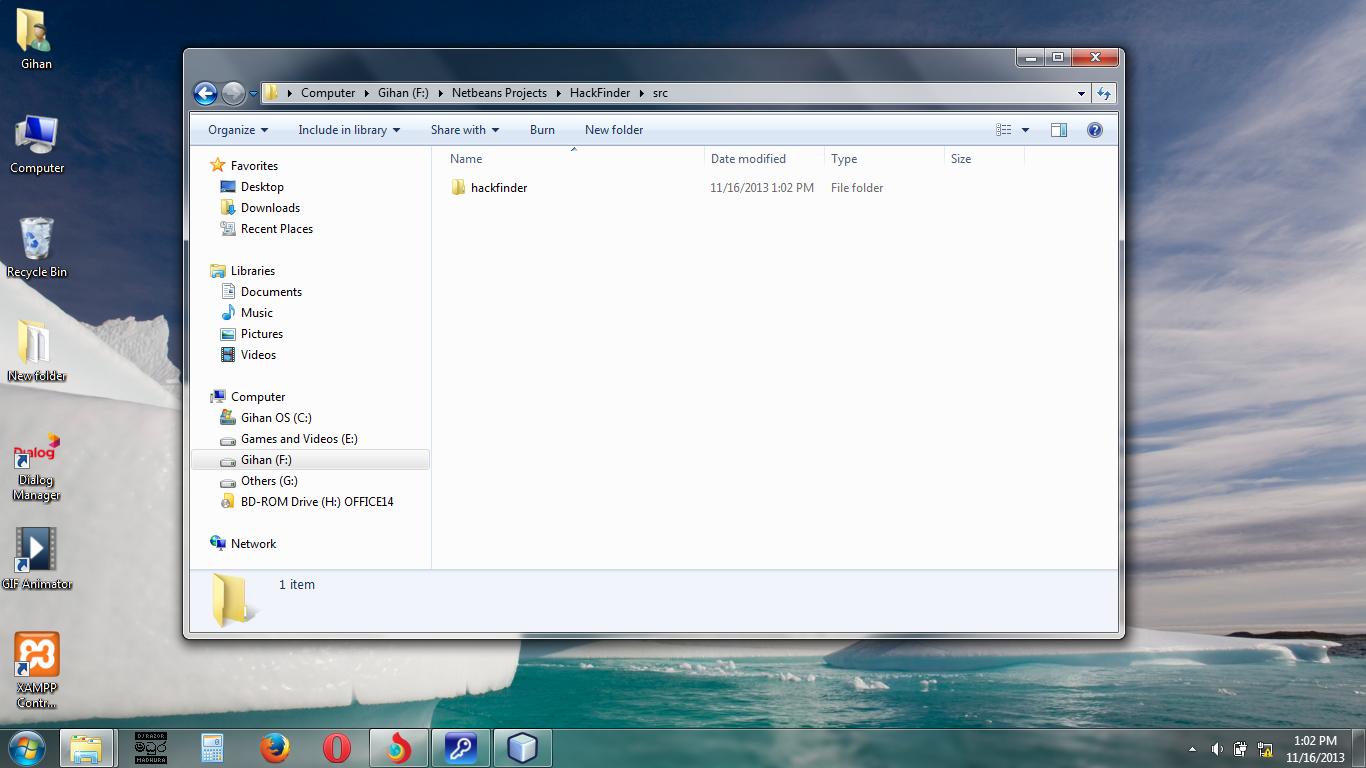 Gihan
Computer
Recycle Bin
New folder
Dialog
Dialog
Manager
GIF Animator
XAMPP
Contr...
Computer Gihan (F:) Netbeans Projects HackFinder src
Organize Include in library Share with Burn New folder
Favorites
Desktop
Downloads
Recent Places
Libraries
Documents
Music
Pictures
Videos
Computer
Gihan OS (C:)
Games and Videos (E:)
Gihan (F:)
Others (G:)
BD-ROM Drive (H:) OFFICE14
Network
Name Date modified Type Size
hackfinder 11/16/2013 1:02 PM File folder
1 item
DJ RAZOR
MADHURA
1:02 PM
11/16/2013